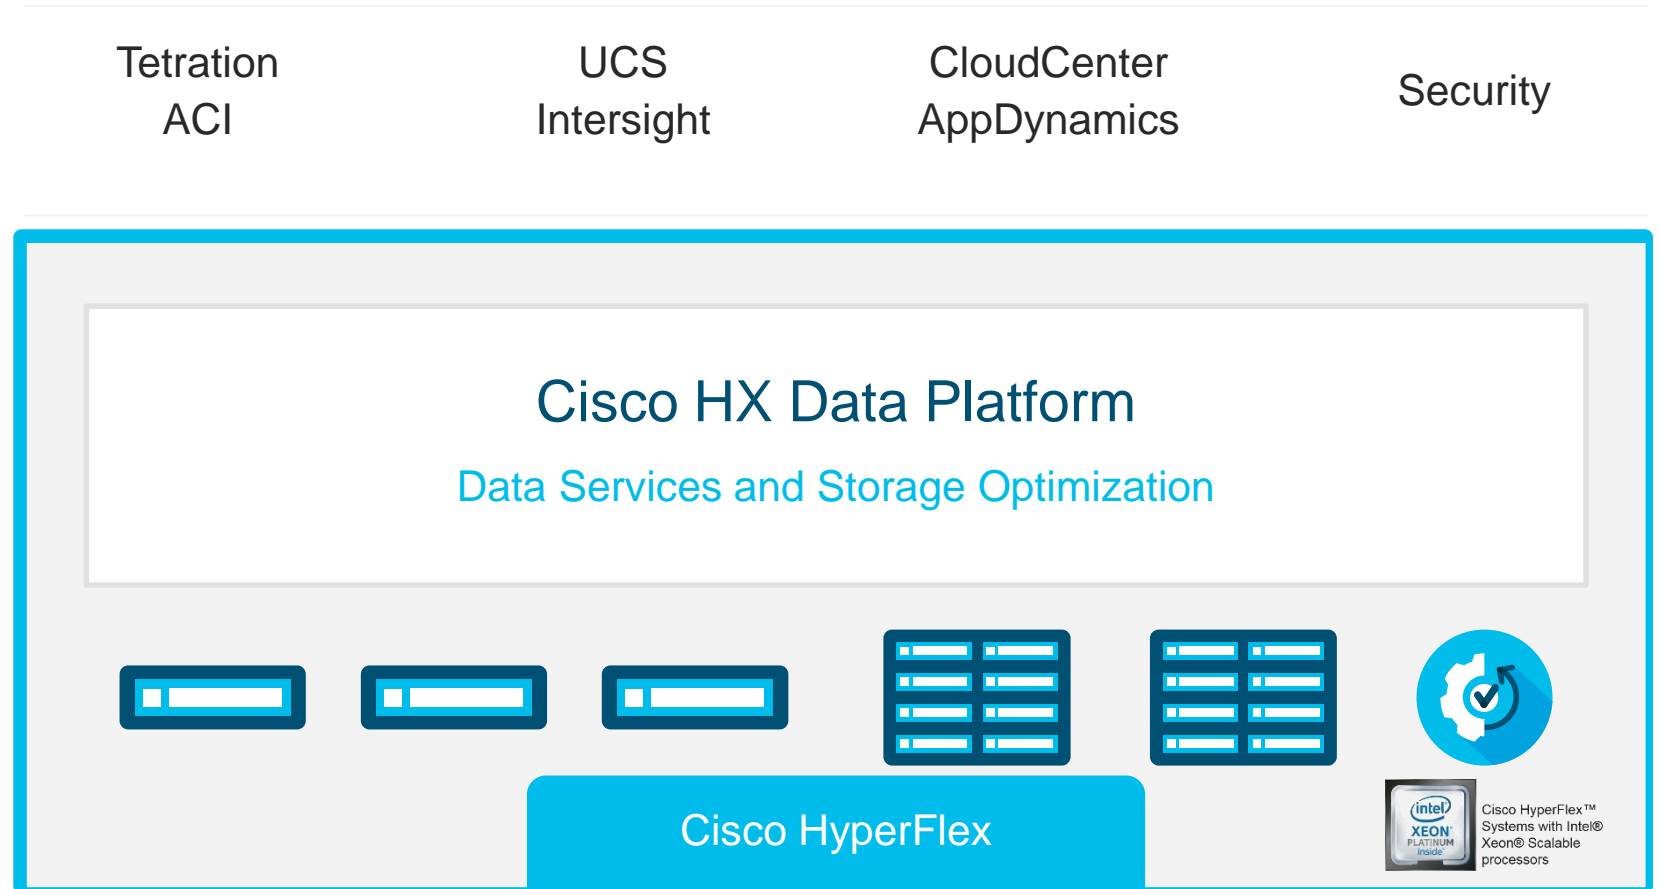 Tetration
ACI
UCS
Intersight
CloudCenter
AppDynamics
Security
Cisco HX Data Platform
Data Services and Storage Optimization
Cisco HyperFlex
intel
XEON
PLATINUM
inside
Cisco HyperFlex™
Systems with Intel®
Xeon® Scalable
processors